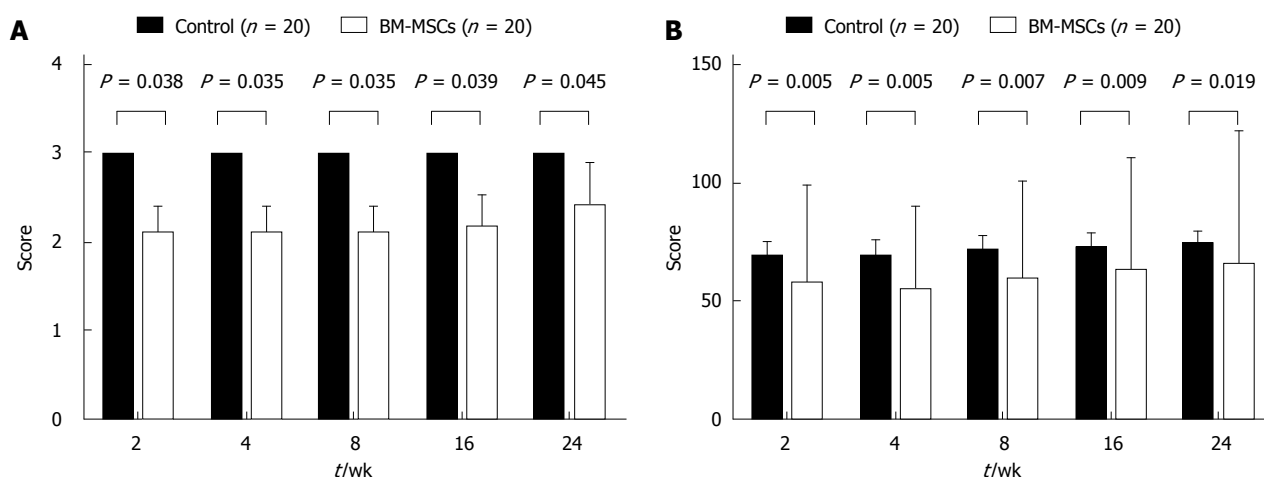 A
Control (n = 20) BM-MSCs (n = 20)
4
P = 0.038 P = 0.035 P = 0.035 P = 0.039 P = 0.045
3
2
1
0
Score
2 4 8 16 24
t/wk
B
Control (n = 20) BM-MSCs (n = 20)
150
P = 0.005 P = 0.005 P = 0.007 P = 0.009 P = 0.019
100
50
0
Score
2 4 8 16 24
t/wk